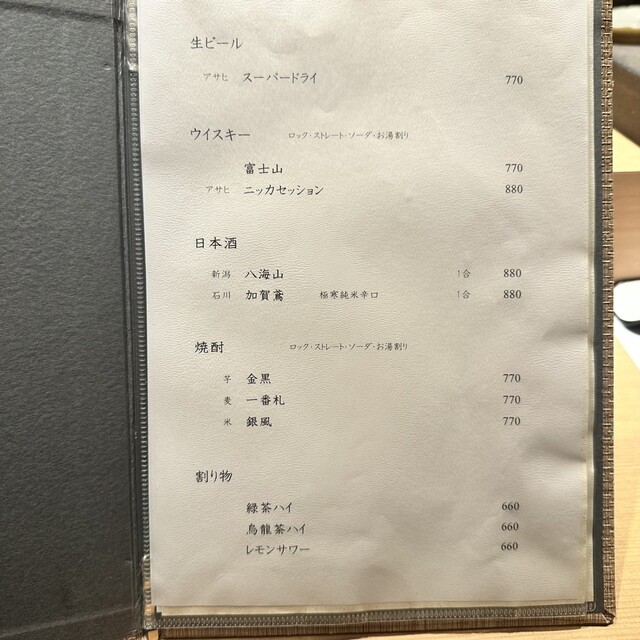 生ビール
アサヒ スーパードライ 770
ウイスキー ロック・ストレート・ソーダ・お湯割り
富士山 770
アサヒ ニッカセッション 880
日本酒
新潟 八海山 1合 880
石川 加賀鳶 極寒純米辛口 1合 880
焼酎 ロック・ストレート・ソーダ・お湯割り
芋 金黒 770
麦 一番札 770
米 銀風 770
割り物
緑茶ハイ 660
烏龍茶ハイ 660
レモンサワー 660